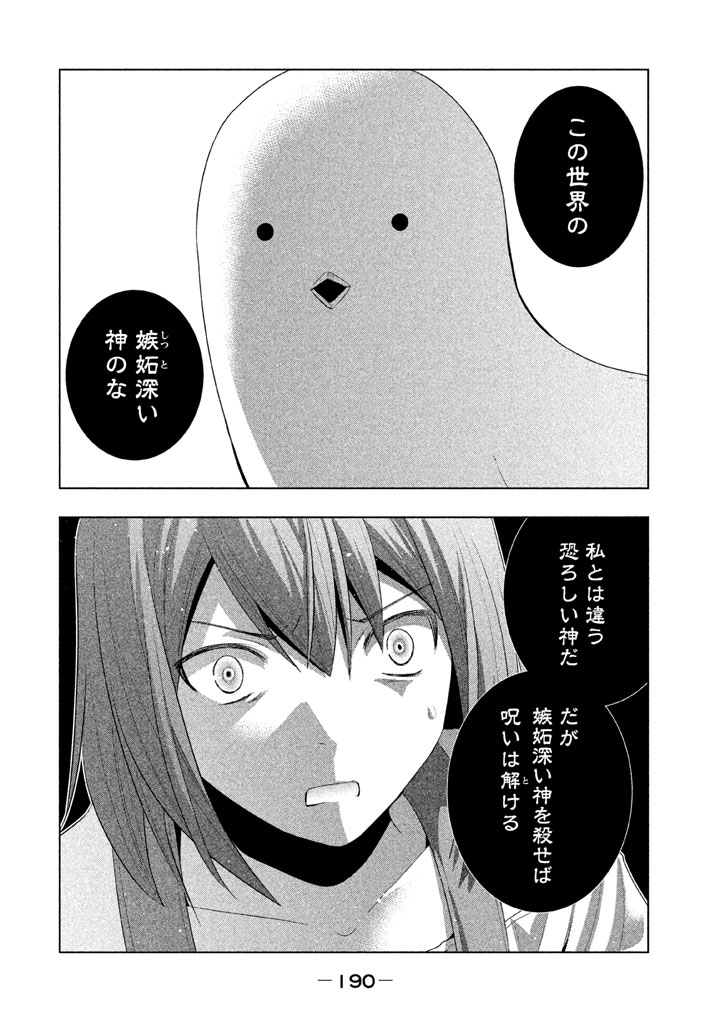 この世界の
嫉妬深い
神のな
私とは違う
恐ろしい神だ
だが
嫉妬深い神を殺せば
呪いは解ける
－190－